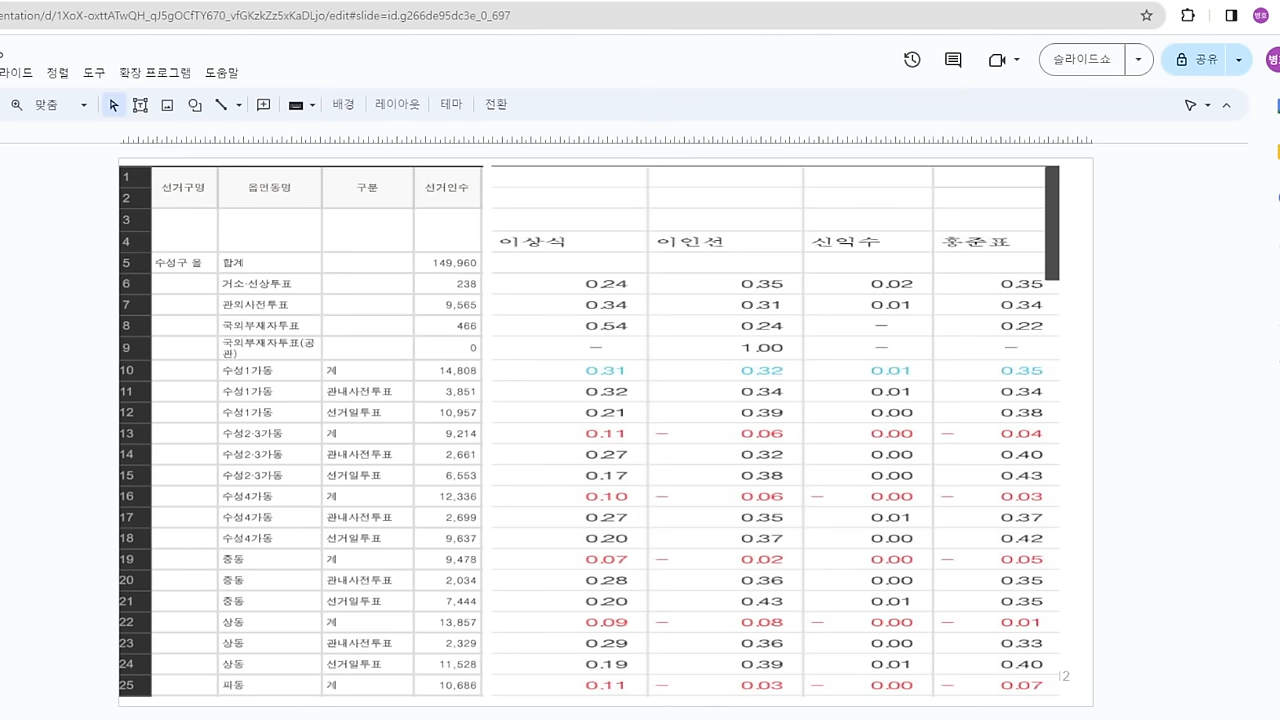 entation/d/1XoX-oxttATwQH_qJ5gOCfTY670_vfGKzkZz5xKaDLjo/edit#slide=id.g266de95dc3e_0_697
라이드 정렬 도구 확장 프로그램 도움말
슬라이드쇼 공유
맞춤 배경 레이아웃 테마 전환
1 선거구명 읍면동명 구분 선거인수
2
3
4 이상식 이인선 신익수 홍준표
5 수성구 을 합계 149,960
6 거소·선상투표 238 0.24 0.35 0.02 0.35
7 관외사전투표 9,565 0.34 0.31 0.01 0.34
8 국외부재자투표 466 0.54 0.24 – 0.22
9 국외부재자투표(공관) 0 – 1.00 – –
10 수성1가동 계 14,808 0.31 0.32 0.01 0.35
11 수성1가동 관내사전투표 3,851 0.32 0.34 0.01 0.34
12 수성1가동 선거일투표 10,957 0.21 0.39 0.00 0.38
13 수성2·3가동 계 9,214 0.11 – 0.06 0.00 – 0.04
14 수성2·3가동 관내사전투표 2,661 0.27 0.32 0.00 0.40
15 수성2·3가동 선거일투표 6,553 0.17 0.38 0.00 0.43
16 수성4가동 계 12,336 0.10 – 0.06 – 0.00 – 0.03
17 수성4가동 관내사전투표 2,699 0.27 0.35 0.01 0.37
18 수성4가동 선거일투표 9,637 0.20 0.37 0.00 0.42
19 중동 계 9,478 0.07 – 0.02 0.00 – 0.05
20 중동 관내사전투표 2,034 0.28 0.36 0.00 0.35
21 중동 선거일투표 7,444 0.20 0.43 0.01 0.35
22 상동 계 13,857 0.09 – 0.08 – 0.00 – 0.01
23 상동 관내사전투표 2,329 0.29 0.36 0.00 0.33
24 상동 선거일투표 11,528 0.19 0.39 0.01 0.40
25 파동 계 10,686 0.11 – 0.03 – 0.00 – 0.07
12